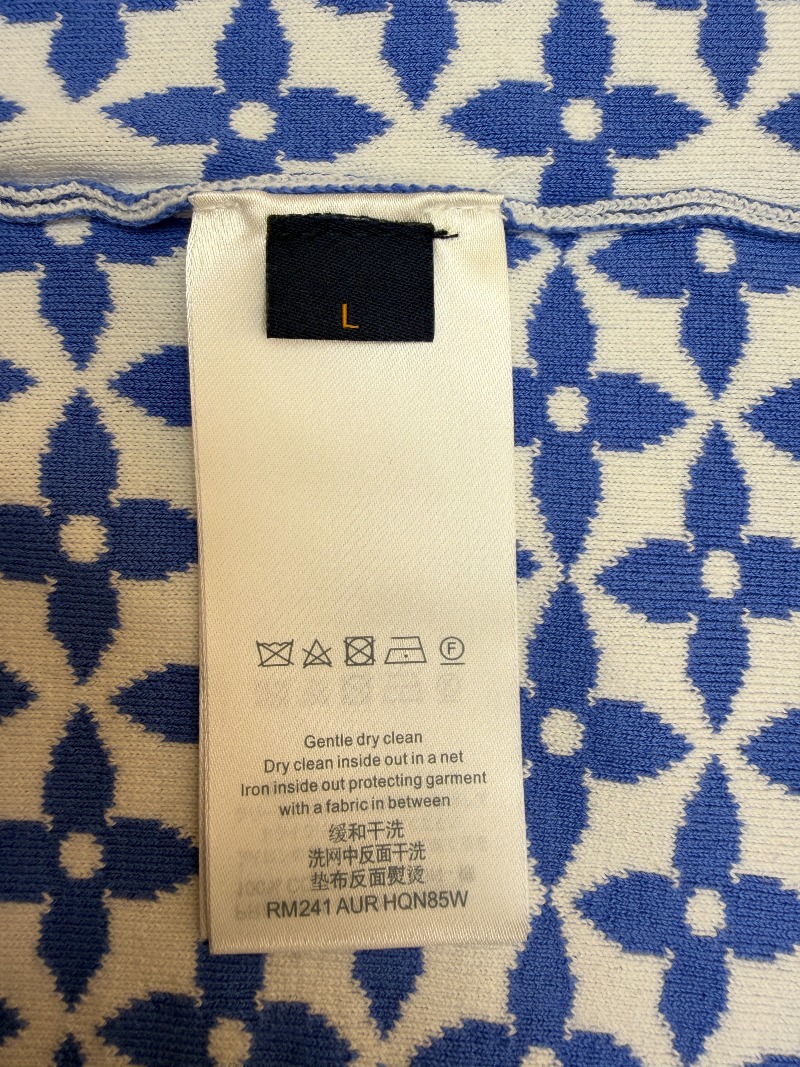 L
F
Gentle dry clean
Dry clean inside out in a net
Iron inside out protecting garment
with a fabric in between
缓和干洗
洗网中反面干洗
垫布反面熨烫
RM241 AUR HQN85W